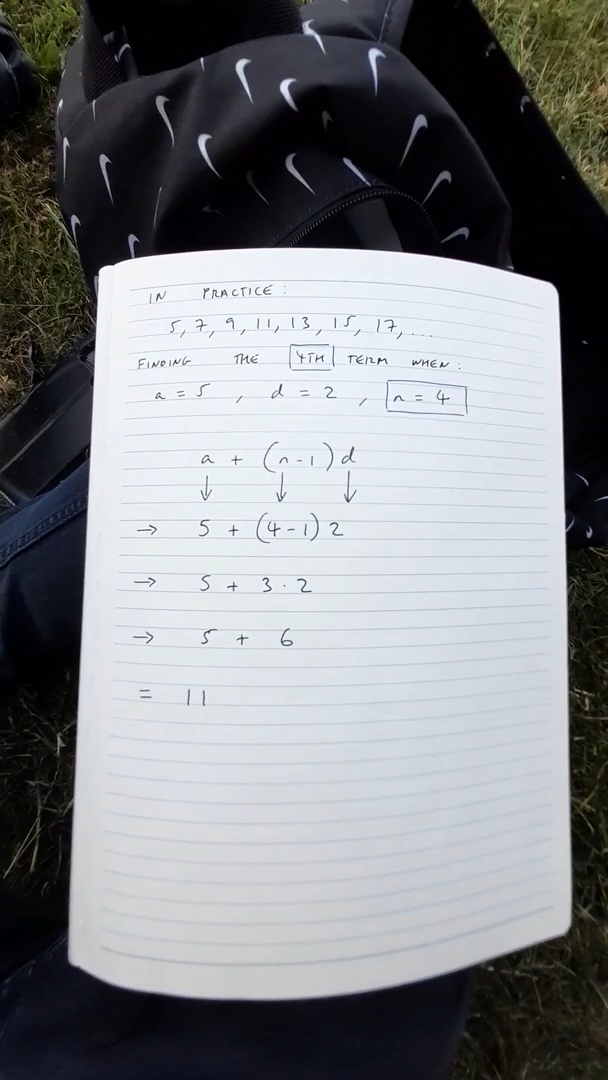 IN PRACTICE:
5, 7, 9, 11, 13, 15, 17, ...
FINDING THE 4TH TERM WHEN:
a = 5 , d = 2 , n = 4
a + (n-1) d
↓ ↓ ↓
→ 5 + (4-1) 2
→ 5 + 3 · 2
→ 5 + 6
= 11